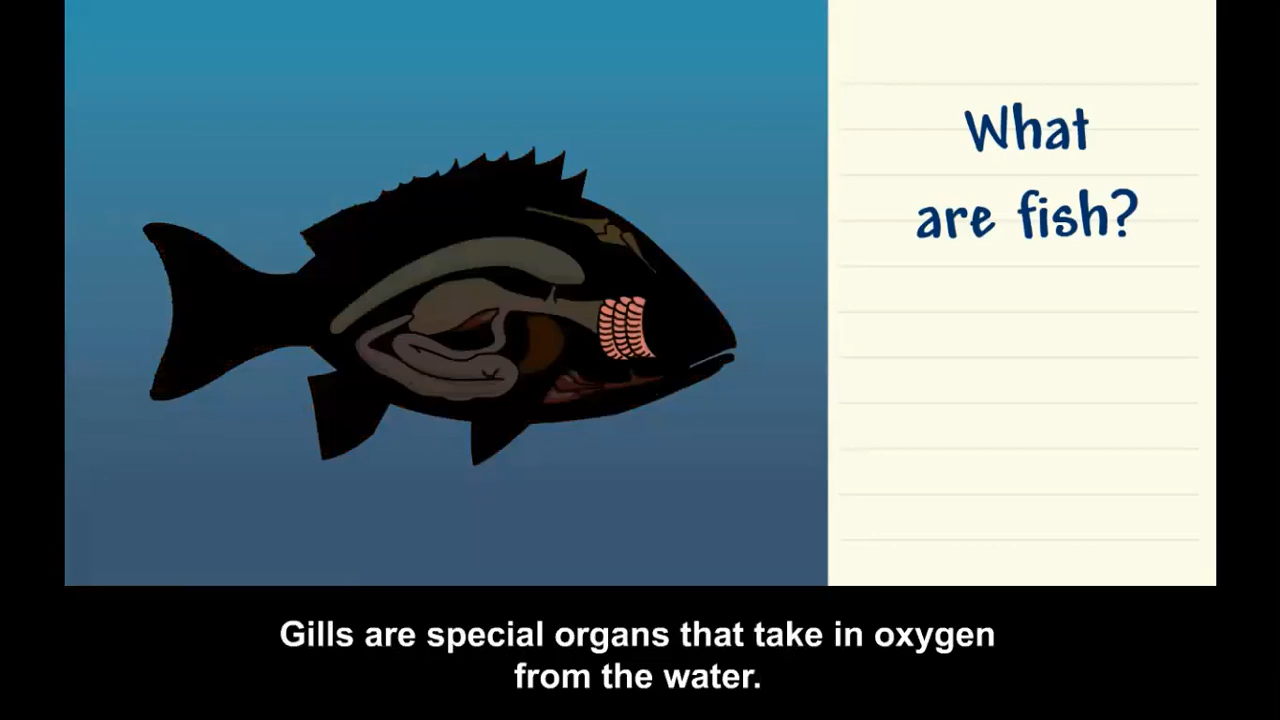 What
are fish?
Gills are special organs that take in oxygen
from the water.